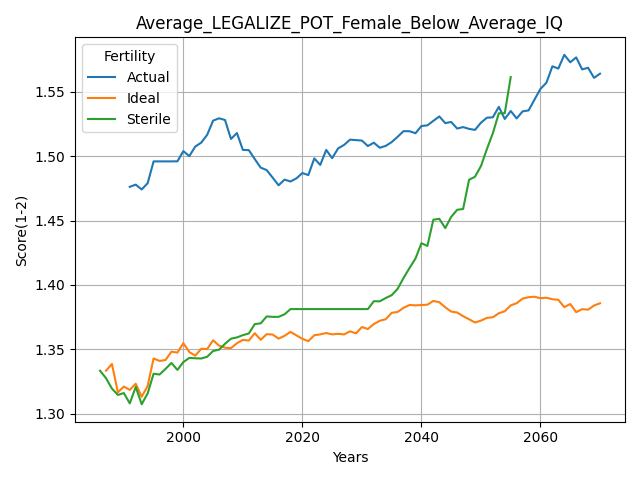 Average_LEGALIZE_POT_Female_Below_Average_IQ
Fertility
Actual
Ideal
Sterile
Score(1-2)
1.55
1.50
1.45
1.40
1.35
1.30
2000 2020 2040 2060
Years